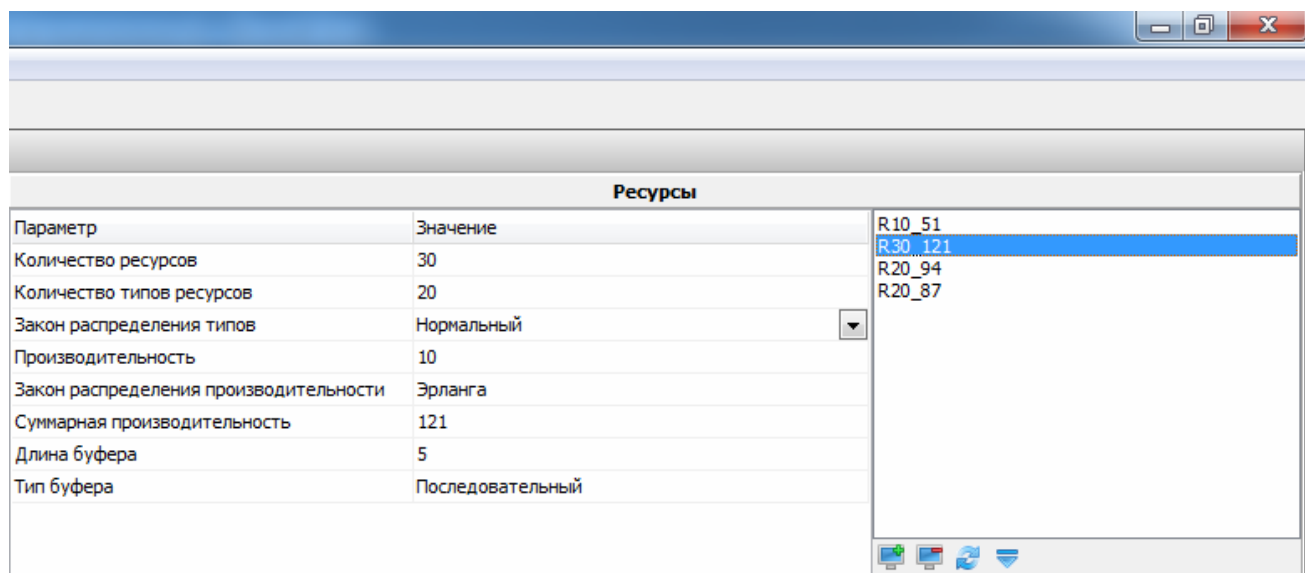 Ресурсы
Параметр Значение
Количество ресурсов 30
Количество типов ресурсов 20
Закон распределения типов Нормальный
Производительность 10
Закон распределения производительности Эрланга
Суммарная производительность 121
Длина буфера 5
Тип буфера Последовательный
R10_51
R30_121
R20_94
R20_87